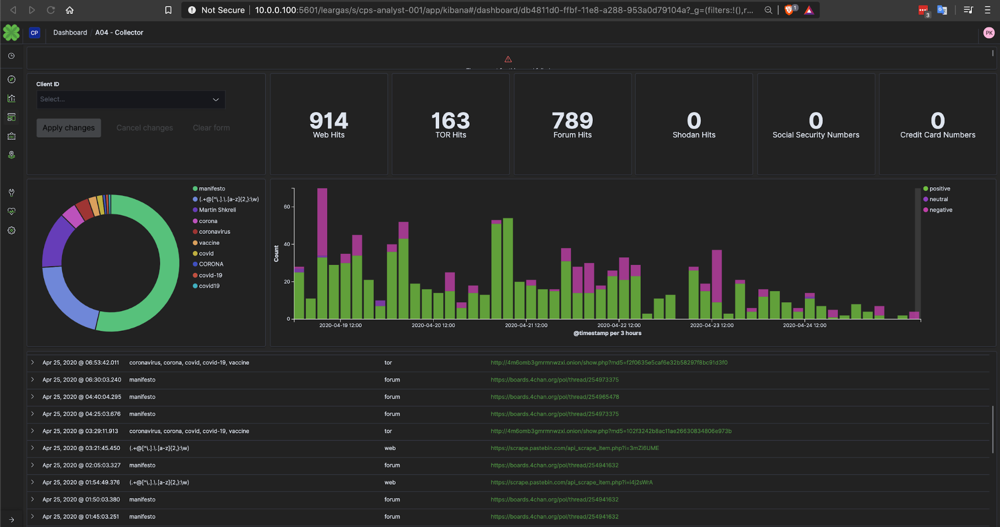 Not Secure
10.0.0.100:5601/leargas/s/cps-analyst-001/app/kibana#/dashboard/db4811d0-ffbf-11e8-a288-953a0d79104a?_g=(filters:!(),r...
1
3
CP
Dashboard / A04 - Collector
PK
Client ID
Select...
Apply changes
Cancel changes
Clear form
914
Web Hits
163
TOR Hits
789
Forum Hits
0
Shodan Hits
0
Social Security Numbers
0
Credit Card Numbers
manifesto
(.+@[^\.].\.[a-z]{2,}:\w)
Martin Shkreli
corona
coronavirus
vaccine
covid
CORONA
covid-19
covid19
Count
60
40
20
0
2020-04-19 12:00
2020-04-20 12:00
2020-04-21 12:00
2020-04-22 12:00
2020-04-23 12:00
2020-04-24 12:00
@timestamp per 3 hours
positive
neutral
negative
Apr 25, 2020 @ 06:53:42.011 coronavirus, corona, covid, covid-19, vaccine tor http://4m6omb3gmrmnwzxi.onion/show.php?md5=f2f0635e5caf6e32b58297f8bc91d3f0
Apr 25, 2020 @ 06:30:03.240 manifesto forum https://boards.4chan.org/pol/thread/254973375
Apr 25, 2020 @ 04:40:04.295 manifesto forum https://boards.4chan.org/pol/thread/254965478
Apr 25, 2020 @ 04:25:03.676 manifesto forum https://boards.4chan.org/pol/thread/254973375
Apr 25, 2020 @ 03:29:11.913 coronavirus, corona, covid, covid-19, vaccine tor http://4m6omb3gmrmnwzxi.onion/show.php?md5=102f3242b8ac11ae26630834806e973b
Apr 25, 2020 @ 03:21:45.450 (.+@[^\.].\.[a-z]{2,}:\w) web https://scrape.pastebin.com/api_scrape_item.php?i=3mZi6UME
Apr 25, 2020 @ 02:05:03.327 manifesto forum https://boards.4chan.org/pol/thread/254941632
Apr 25, 2020 @ 01:54:49.376 (.+@[^\.].\.[a-z]{2,}:\w) web https://scrape.pastebin.com/api_scrape_item.php?i=i4j2sWrA
Apr 25, 2020 @ 01:50:03.380 manifesto forum https://boards.4chan.org/pol/thread/254941632
Apr 25, 2020 @ 01:45:03.251 manifesto forum https://boards.4chan.org/pol/thread/254941632